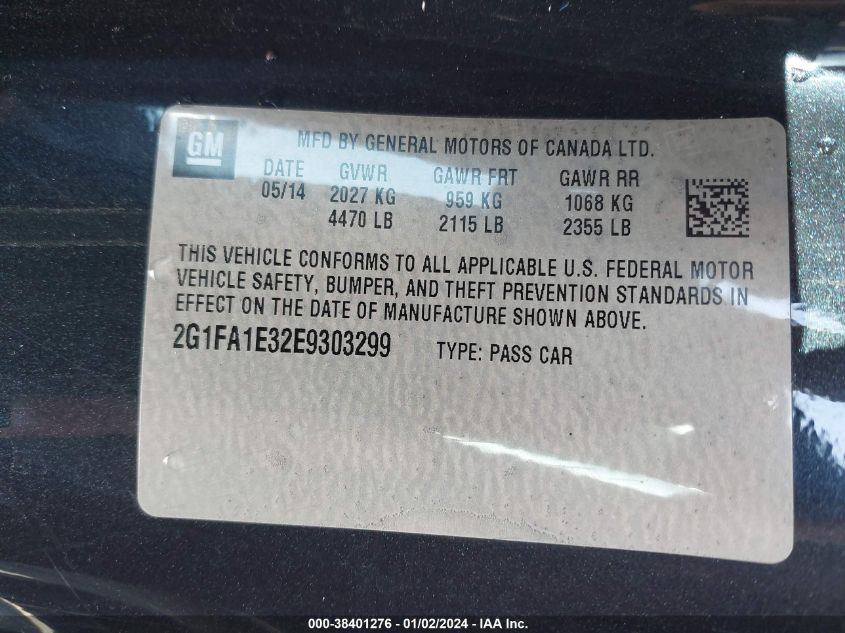 GM
MFD BY GENERAL MOTORS OF CANADA LTD.
DATE GVWR GAWR FRT GAWR RR
05/14 2027 KG 959 KG 1068 KG
4470 LB 2115 LB 2355 LB
THIS VEHICLE CONFORMS TO ALL APPLICABLE U.S. FEDERAL MOTOR
VEHICLE SAFETY, BUMPER, AND THEFT PREVENTION STANDARDS IN
EFFECT ON THE DATE OF MANUFACTURE SHOWN ABOVE.
2G1FA1E32E9303299 TYPE: PASS CAR
000-38401276 - 01/02/2024 - IAA Inc.